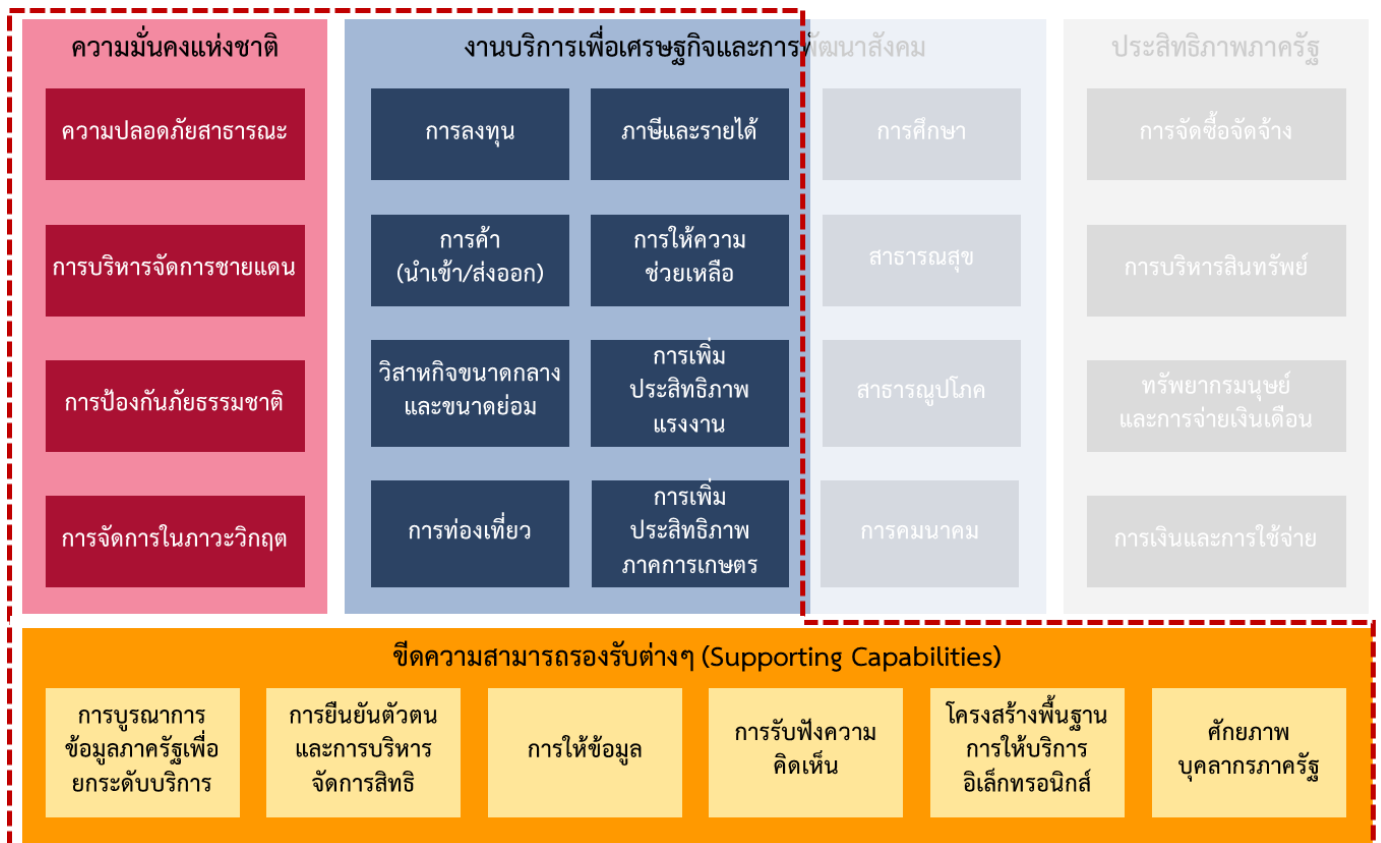 ความมั่นคงแห่งชาติ
ความปลอดภัยสาธารณะ
การบริหารจัดการชายแดน
การป้องกันภัยธรรมชาติ
การจัดการในภาวะวิกฤต
งานบริการเพื่อเศรษฐกิจและการพัฒนาสังคม
การลงทุน
ภาษีและรายได้
การศึกษา
การค้า
(นำเข้า/ส่งออก)
การให้ความ
ช่วยเหลือ
สาธารณสุข
วิสาหกิจขนาดกลาง
และขนาดย่อม
การเพิ่ม
ประสิทธิภาพ
แรงงาน
สาธารณูปโภค
การท่องเที่ยว
การเพิ่ม
ประสิทธิภาพ
ภาคการเกษตร
การคมนาคม
ประสิทธิภาพภาครัฐ
การจัดซื้อจัดจ้าง
การบริหารสินทรัพย์
ทรัพยากรมนุษย์
และการจ่ายเงินเดือน
การเงินและการใช้จ่าย
ขีดความสามารถรองรับต่างๆ (Supporting Capabilities)
การบูรณาการ
ข้อมูลภาครัฐเพื่อ
ยกระดับบริการ
การยืนยันตัวตน
และการบริหาร
จัดการสิทธิ
การให้ข้อมูล
การรับฟังความ
คิดเห็น
โครงสร้างพื้นฐาน
การให้บริการ
อิเล็กทรอนิกส์
ศักยภาพ
บุคลากรภาครัฐ